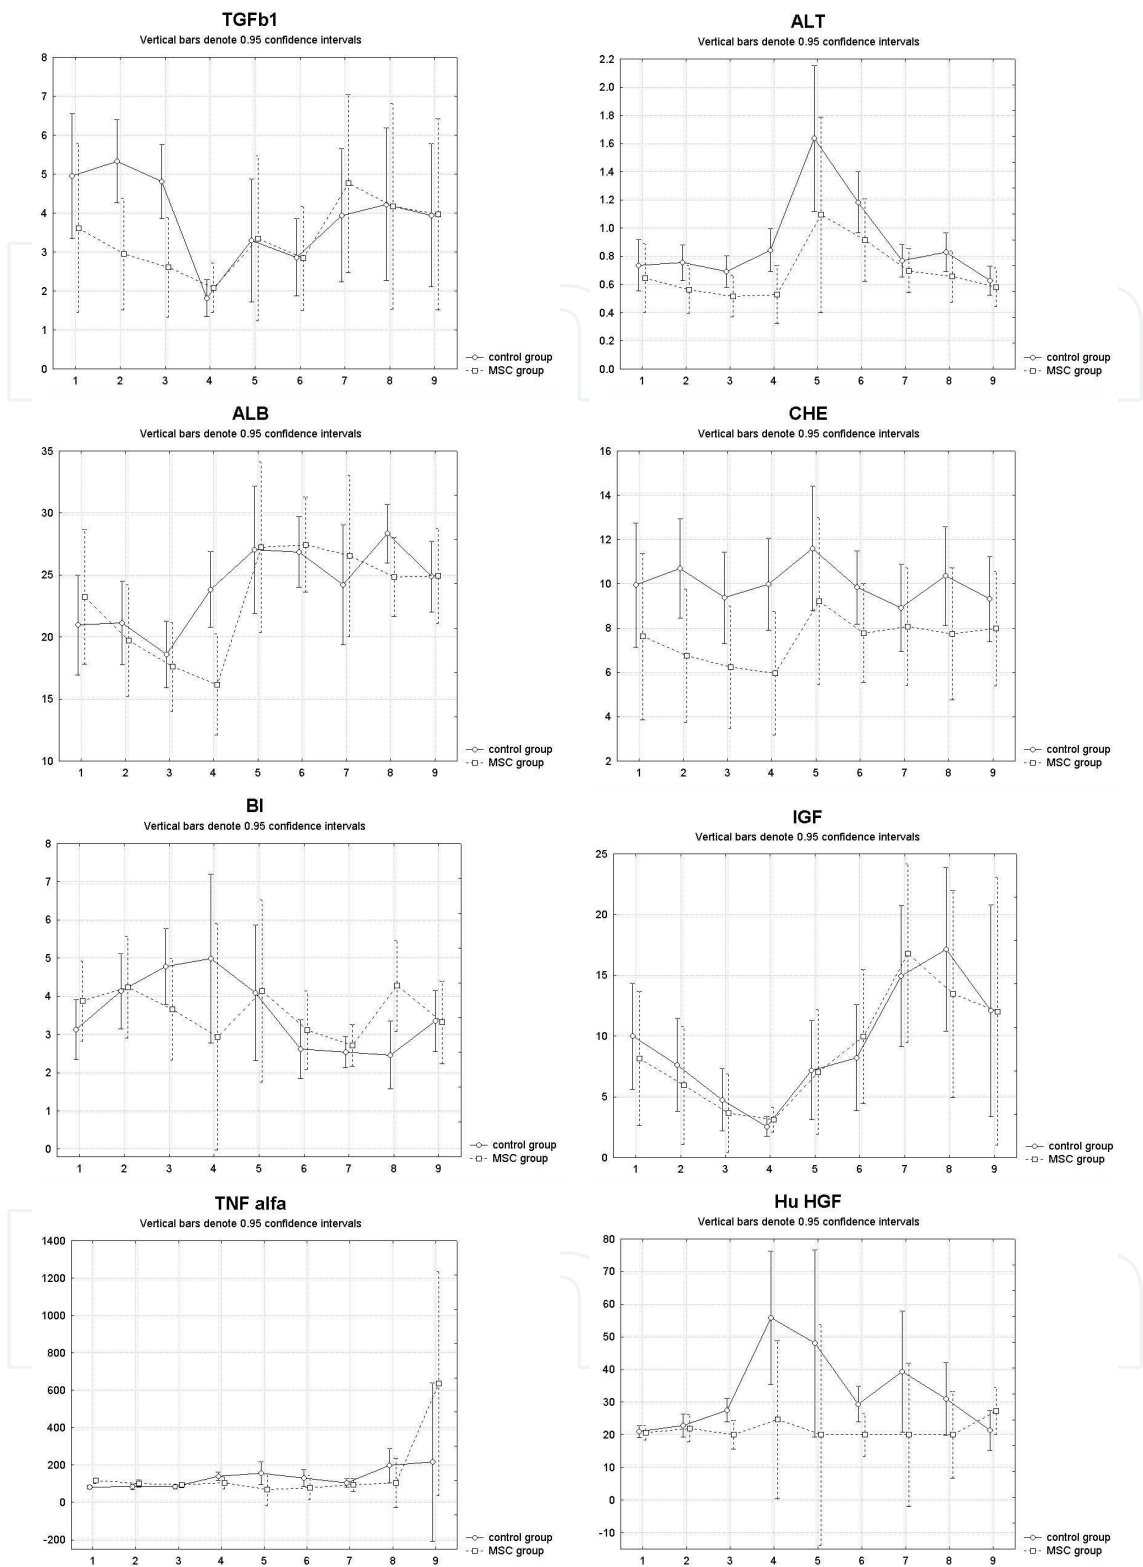 TGFb1
Vertical bars denote 0.95 confidence intervals
8
7
6
5
4
3
2
1
0
1 2 3 4 5 6 7 8 9
control group
MSC group
ALT
Vertical bars denote 0.95 confidence intervals
2.2
2.0
1.8
1.6
1.4
1.2
1.0
0.8
0.6
0.4
0.2
0.0
1 2 3 4 5 6 7 8 9
control group
MSC group
ALB
Vertical bars denote 0.95 confidence intervals
35
30
25
20
15
10
1 2 3 4 5 6 7 8 9
control group
MSC group
CHE
Vertical bars denote 0.95 confidence intervals
16
14
12
10
8
6
4
2
1 2 3 4 5 6 7 8 9
control group
MSC group
BI
Vertical bars denote 0.95 confidence intervals
8
7
6
5
4
3
2
1
0
1 2 3 4 5 6 7 8 9
control group
MSC group
IGF
Vertical bars denote 0.95 confidence intervals
25
20
15
10
5
0
1 2 3 4 5 6 7 8 9
control group
MSC group
TNF alfa
Vertical bars denote 0.95 confidence intervals
1400
1200
1000
800
600
400
200
0
-200
1 2 3 4 5 6 7 8 9
control group
MSC group
Hu HGF
Vertical bars denote 0.95 confidence intervals
80
70
60
50
40
30
20
10
0
-10
1 2 3 4 5 6 7 8 9
control group
MSC group